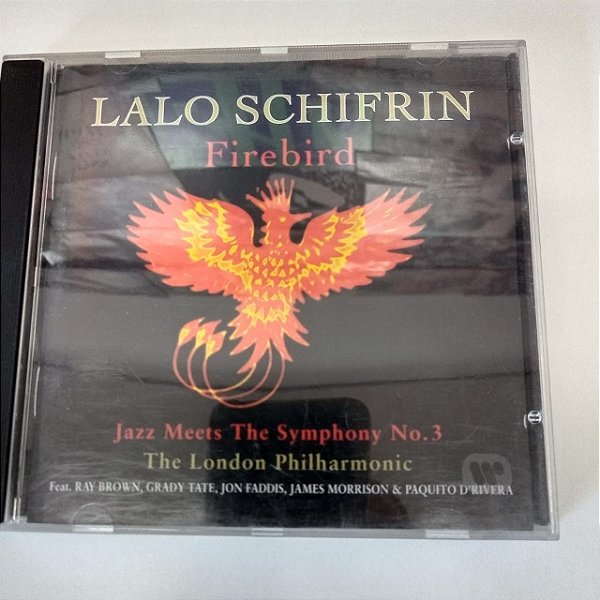 LALO SCHIFRIN
Firebird
Jazz Meets The Symphony No.3
The London Philharmonic
Feat. RAY BROWN, GRADY TATE, JON FADDIS, JAMES MORRISON & PAQUITO D'RIVERA